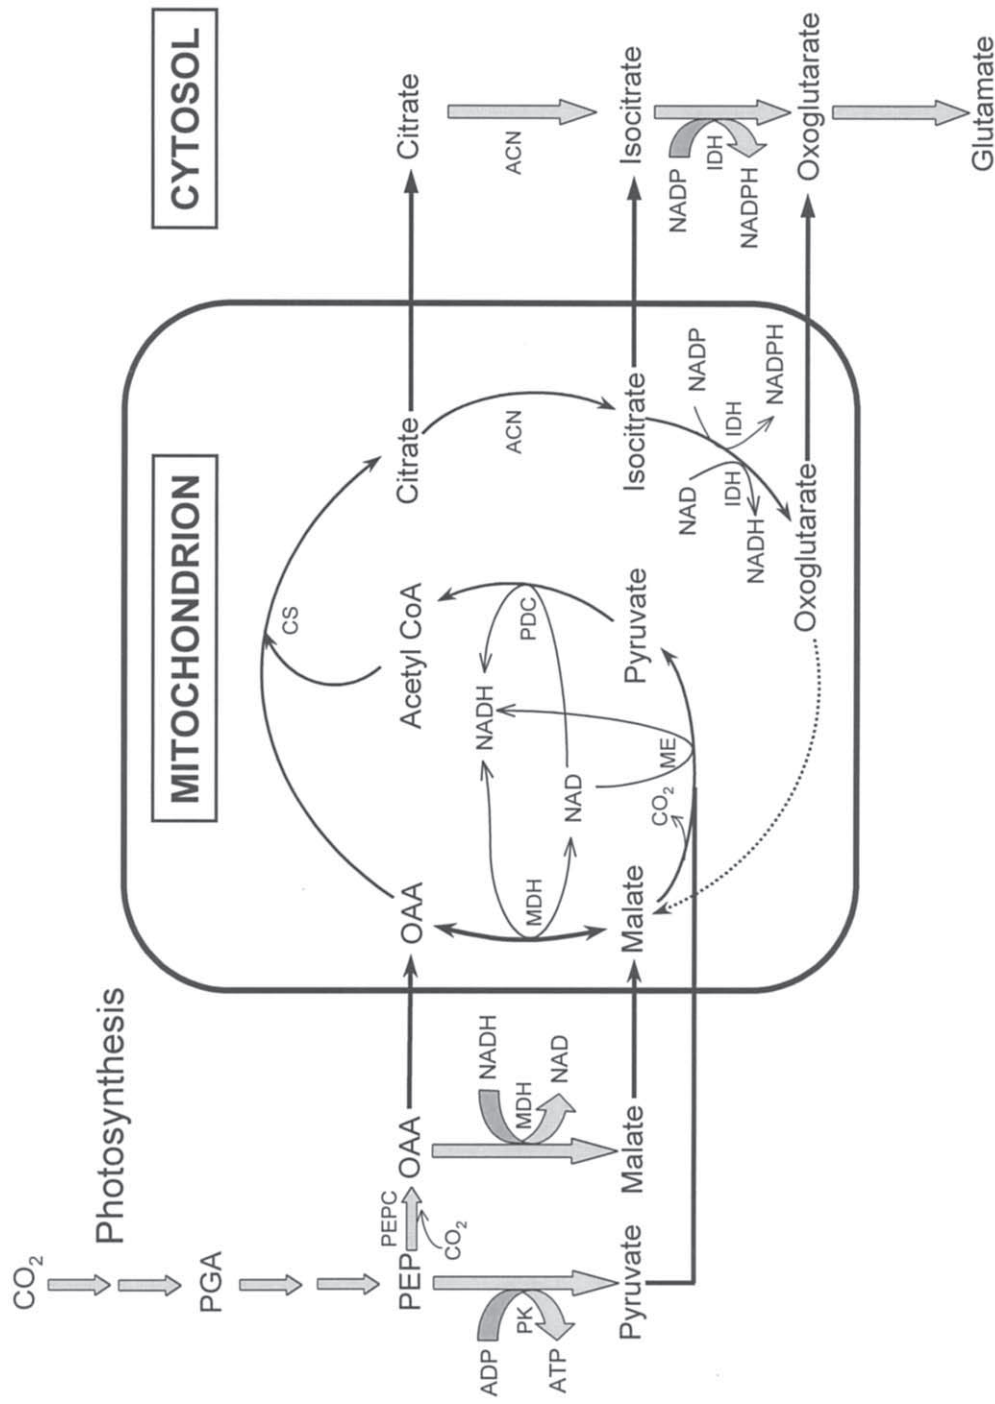 CO₂
Photosynthesis
MITOCHONDRION
CYTOSOL
PGA
CS
PEPC
PEP
OAA
OAA
Acetyl CoA
Citrate
Citrate
CO₂
ADP
NADH
NADH
PK
MDH
MDH
PDC
ACN
ACN
ATP
NAD
NAD
Pyruvate
Malate
Malate
Pyruvate
Isocitrate
Isocitrate
CO₂
ME
NAD
NADP
NADP
IDH
IDH
IDH
NADH
NADPH
NADPH
Oxoglutarate
Oxoglutarate
Glutamate